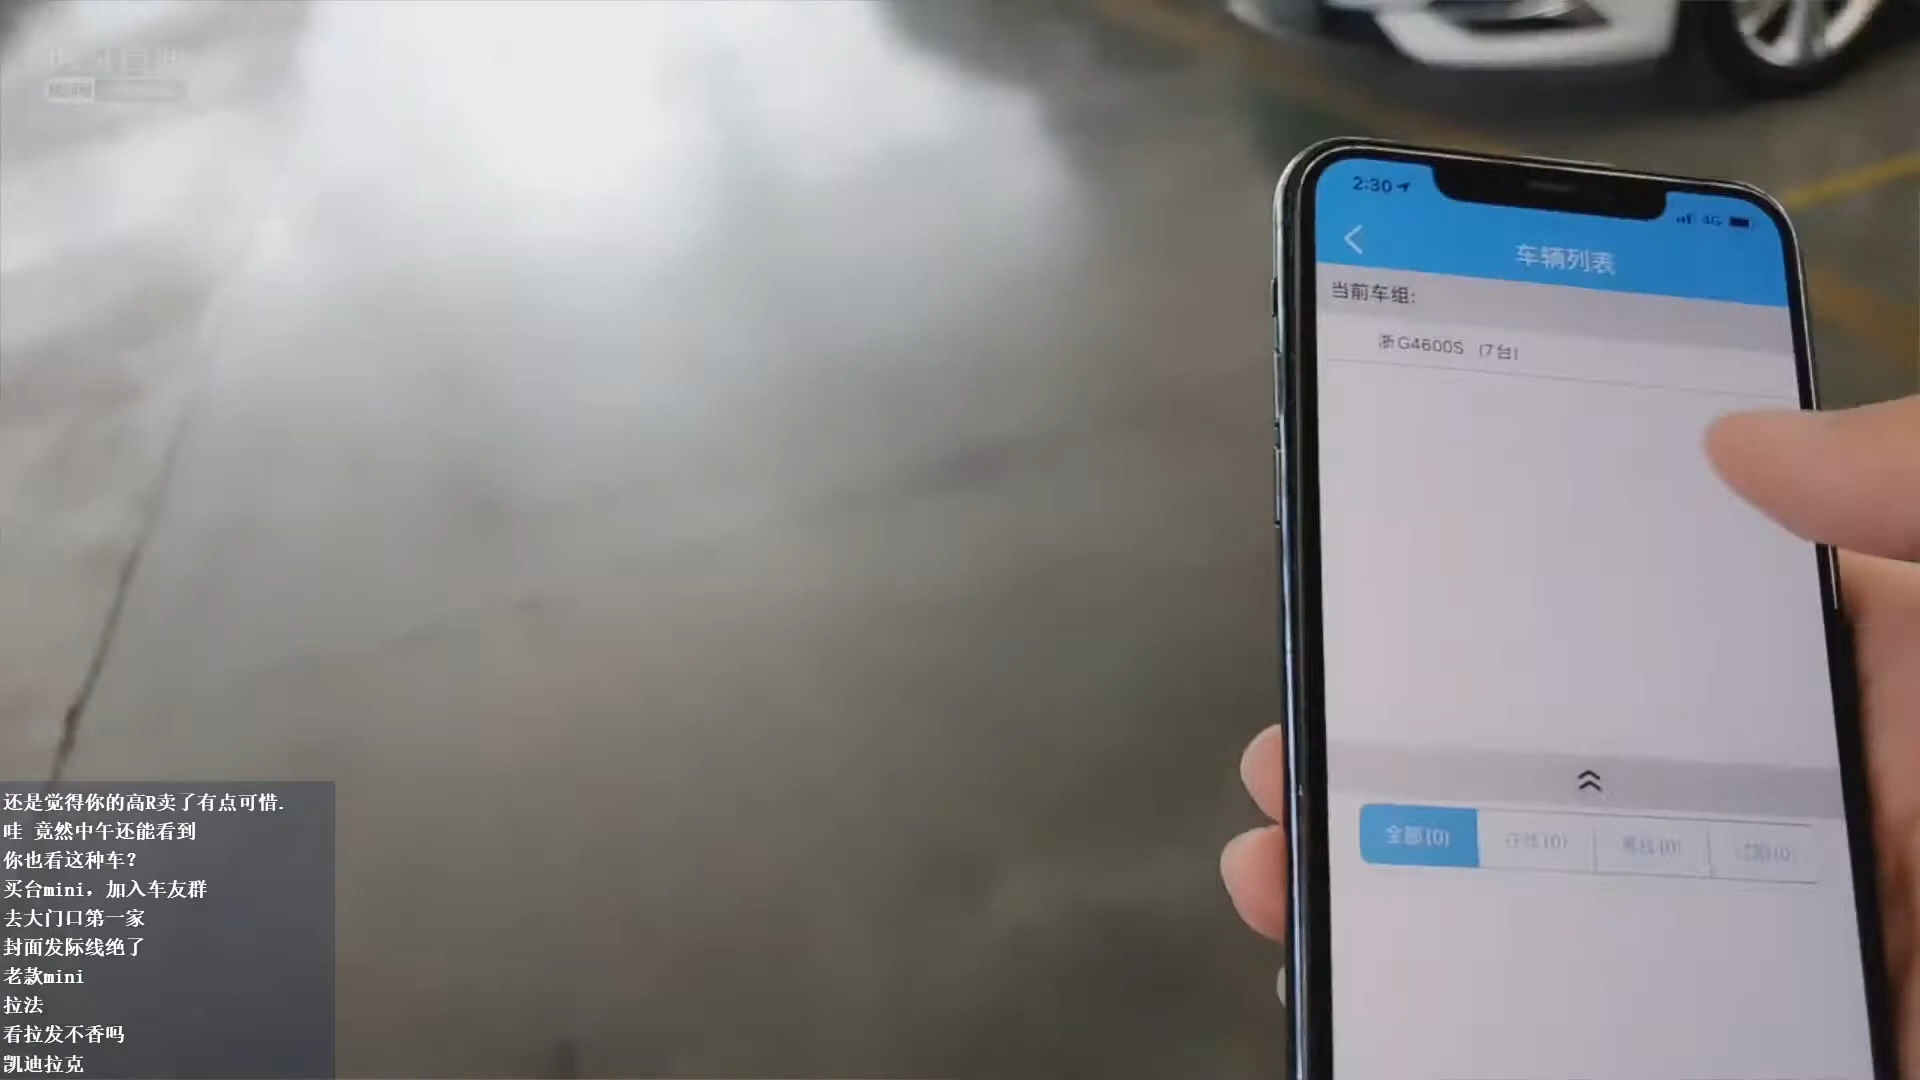 2:30
4G
车辆列表
当前车组:
浙G4600S (7台)
全部(0)
还是觉得你的高R卖了有点可惜.
哇 竟然中午还能看到
你也看这种车?
买台mini，加入车友群
去大门口第一家
封面发际线绝了
老款mini
拉法
看拉发不香吗
凯迪拉克